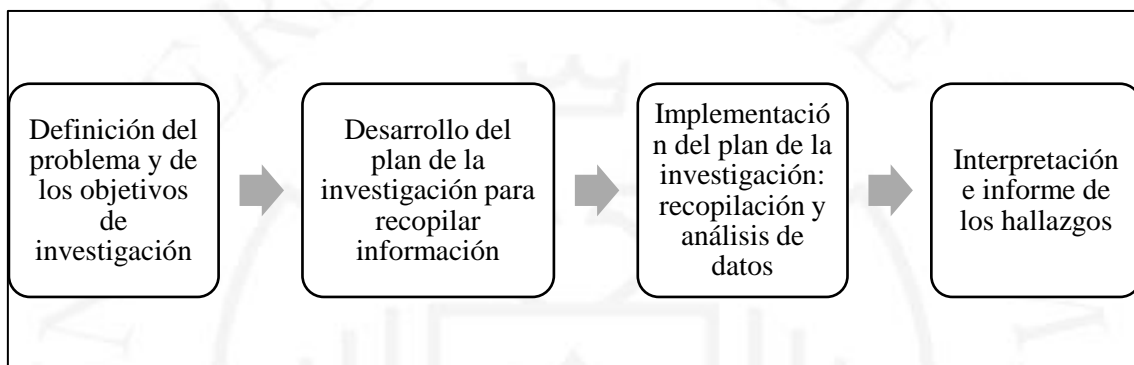 Definición del
problema y de
los objetivos
de
investigación
Desarrollo del
plan de la
investigación para
recopilar
información
Implementació
n del plan de la
investigación:
recopilación y
análisis de
datos
Interpretación
e informe de
los hallazgos